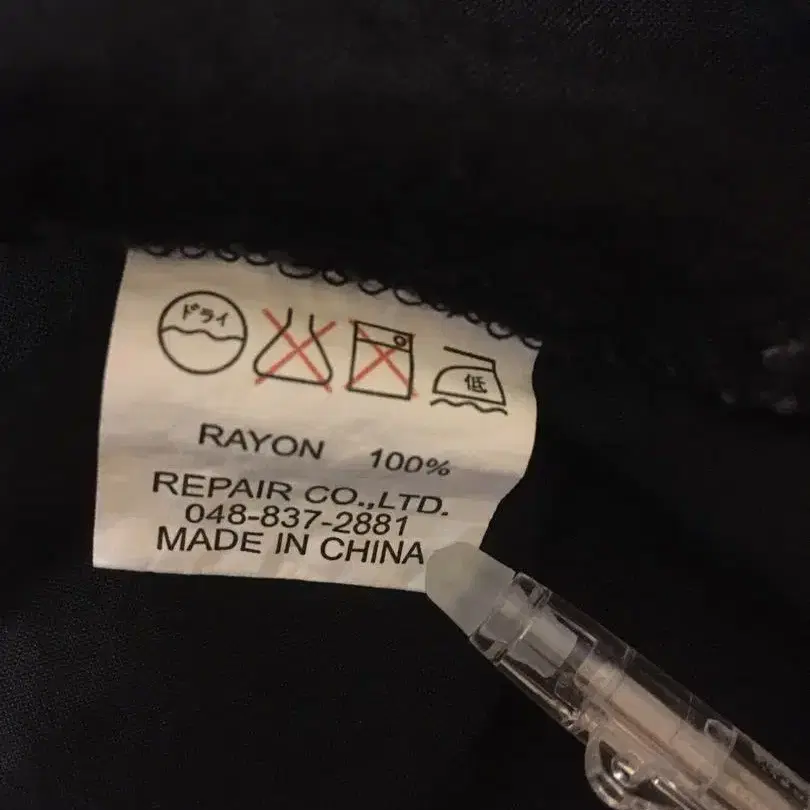 ドライ
低
RAYON 100%
REPAIR CO.,LTD.
048-837-2881
MADE IN CHINA